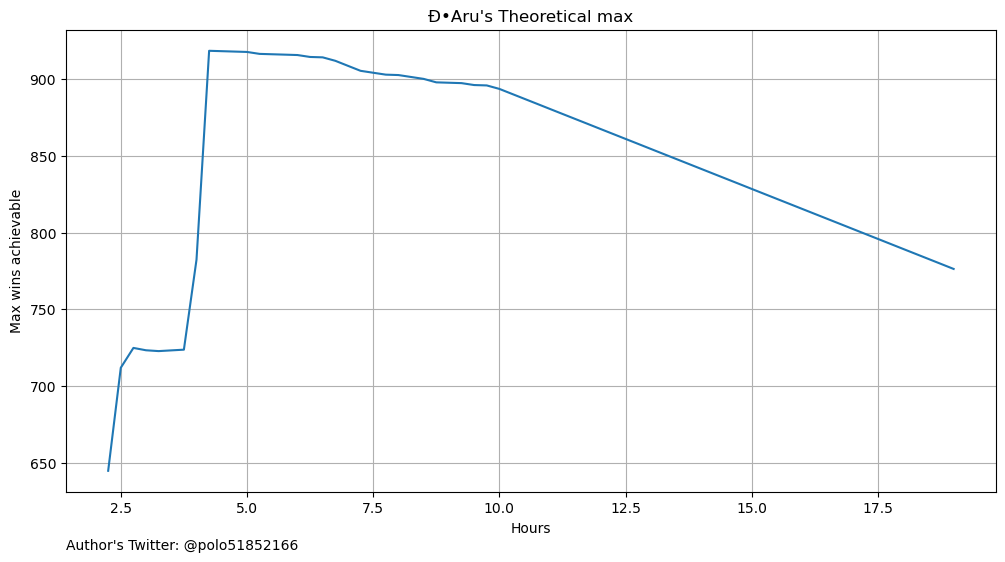 Ð•Aru's Theoretical max
Max wins achievable
900
850
800
750
700
650
2.5 5.0 7.5 10.0 12.5 15.0 17.5
Hours
Author's Twitter: @polo51852166